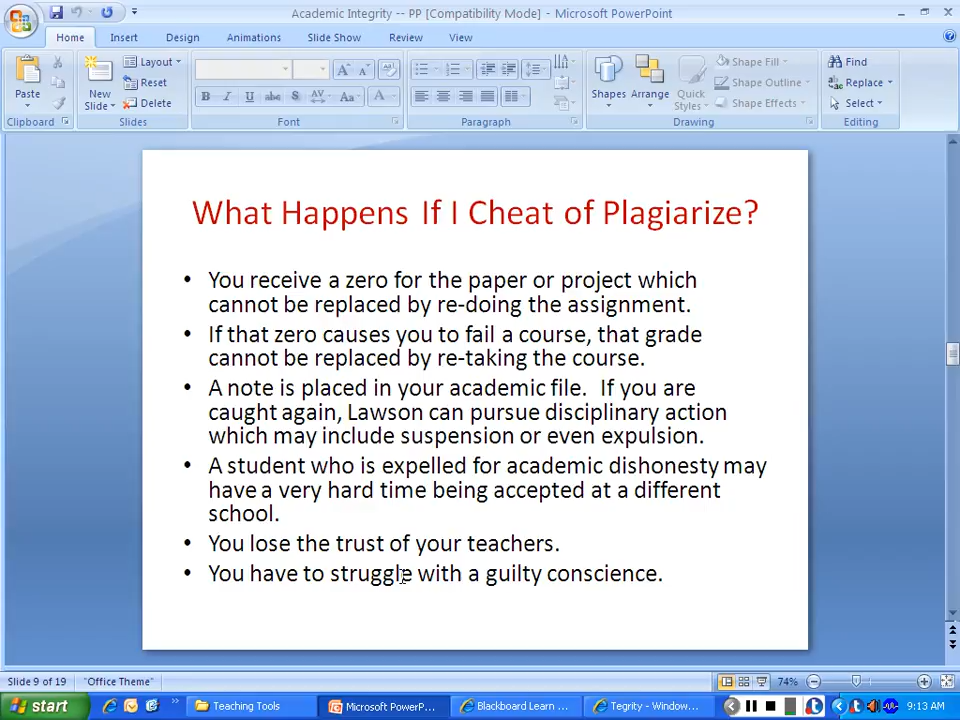 Academic Integrity -- PP [Compatibility Mode] - Microsoft PowerPoint
Home Insert Design Animations Slide Show Review View
Paste
Clipboard
New Slide
Layout
Reset
Delete
Slides
Font
Paragraph
Shapes
Arrange
Quick Styles
Shape Fill
Shape Outline
Shape Effects
Drawing
Find
Replace
Select
Editing
What Happens If I Cheat of Plagiarize?
• You receive a zero for the paper or project which
cannot be replaced by re-doing the assignment.
• If that zero causes you to fail a course, that grade
cannot be replaced by re-taking the course.
• A note is placed in your academic file. If you are
caught again, Lawson can pursue disciplinary action
which may include suspension or even expulsion.
• A student who is expelled for academic dishonesty may
have a very hard time being accepted at a different
school.
• You lose the trust of your teachers.
• You have to struggle with a guilty conscience.
Slide 9 of 19 "Office Theme" 74%
start Teaching Tools Microsoft PowerP... Blackboard Learn ... Tegrity - Window... 9:13 AM